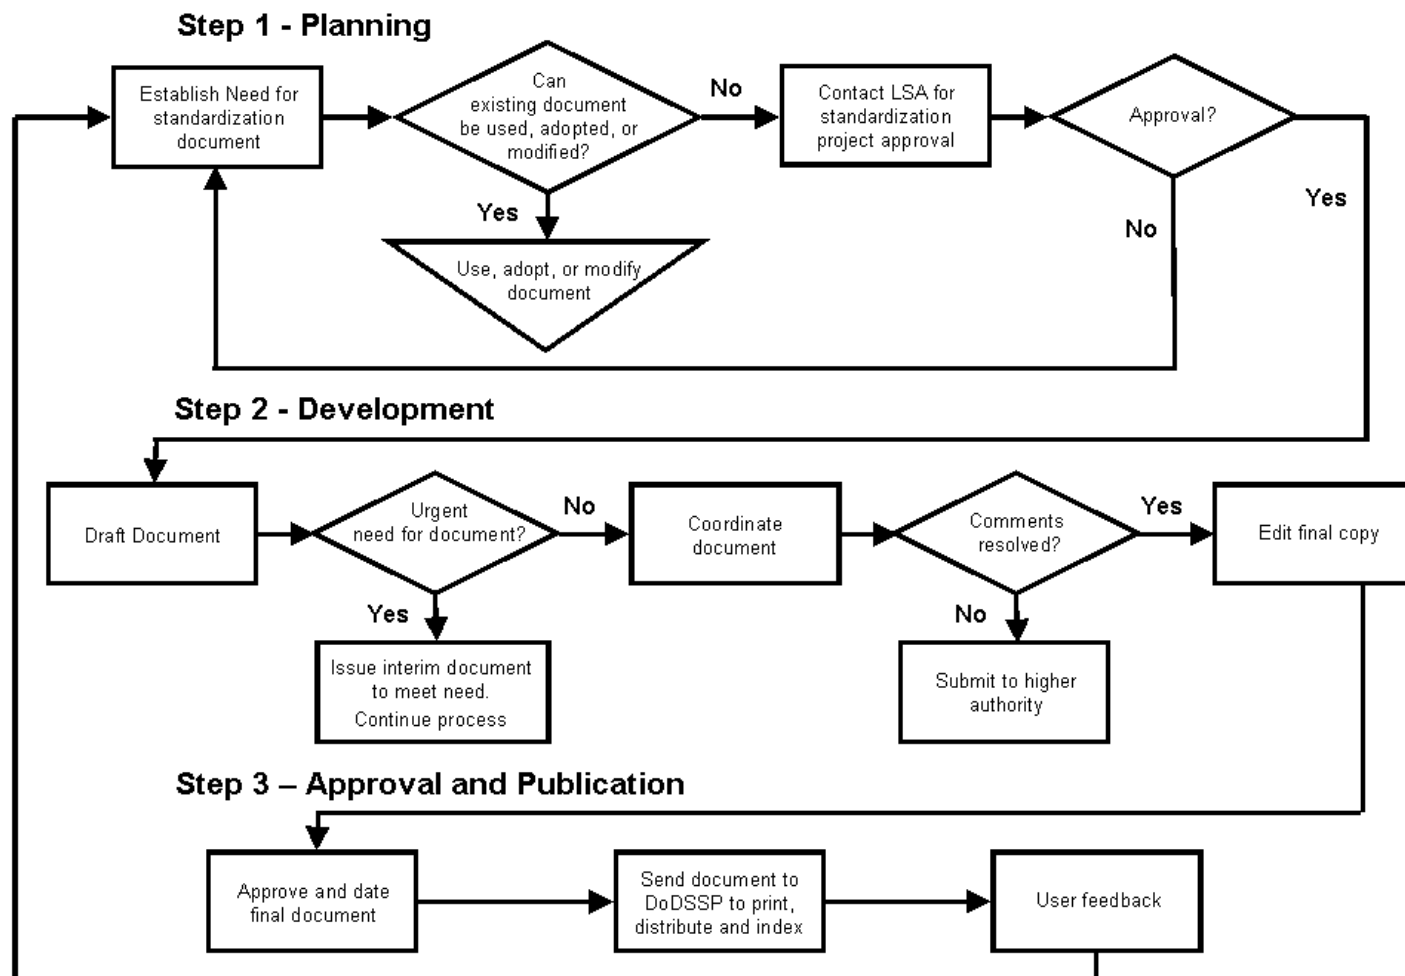 Step 1 - Planning
Establish Need for
standardization
document
Can
existing document
be used, adopted, or
modified?
No
Contact LSA for
standardization
project approval
Approval?
Yes
No
Yes
Use, adopt, or modify
document
Step 2 - Development
Draft Document
Urgent
need for document?
No
Coordinate
document
Comments
resolved?
Yes
Edit final copy
Yes
No
Issue interim document
to meet need.
Continue process
Submit to higher
authority
Step 3 – Approval and Publication
Approve and date
final document
Send document to
DoDSSP to print,
distribute and index
User feedback